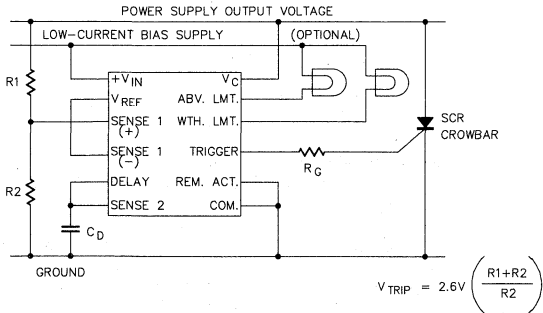 POWER SUPPLY OUTPUT VOLTAGE
LOW-CURRENT BIAS SUPPLY
(OPTIONAL)
R1
+VIN
VC
VREF
ABV. LMT.
SENSE 1
(+)
WTH. LMT.
SCR
CROWBAR
SENSE 1
(-)
TRIGGER
RG
R2
DELAY
REM. ACT.
SENSE 2
COM.
CD
GROUND
VTRIP = 2.6V (R1+R2 / R2)